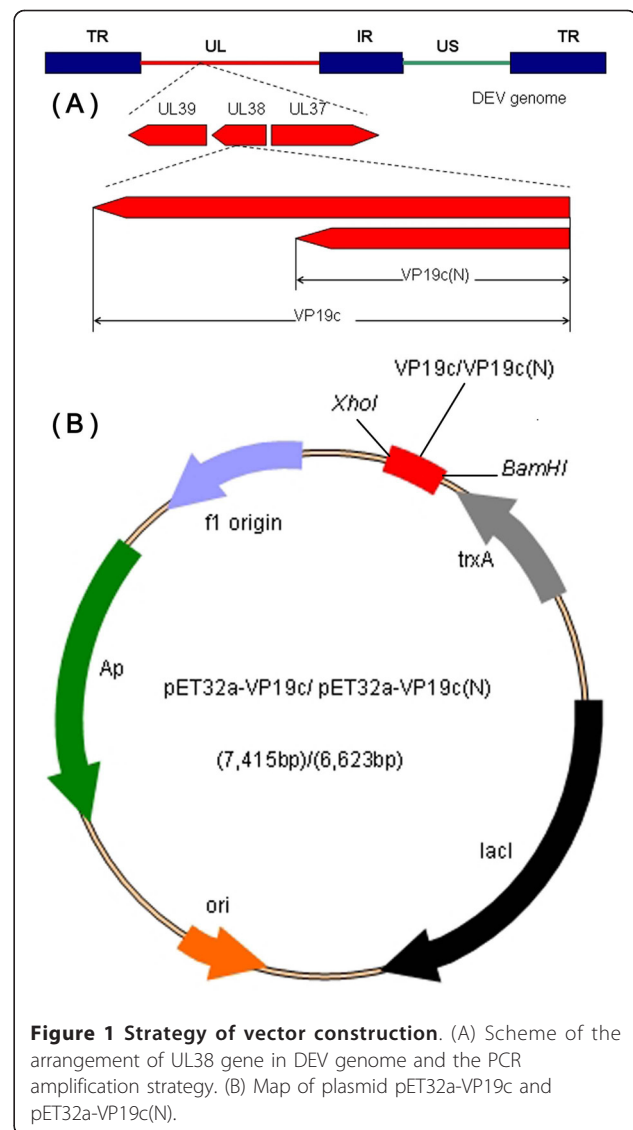 TR UL IR US TR
DEV genome
(A)
UL39 UL38 UL37
VP19c(N)
VP19c
VP19c/VP19c(N)
XhoI
(B)
BamHI
f1 origin
trxA
Ap
pET32a-VP19c/ pET32a-VP19c(N)
(7,415bp)/(6,623bp)
lacI
ori
Figure 1 Strategy of vector construction. (A) Scheme of the
arrangement of UL38 gene in DEV genome and the PCR
amplification strategy. (B) Map of plasmid pET32a-VP19c and
pET32a-VP19c(N).